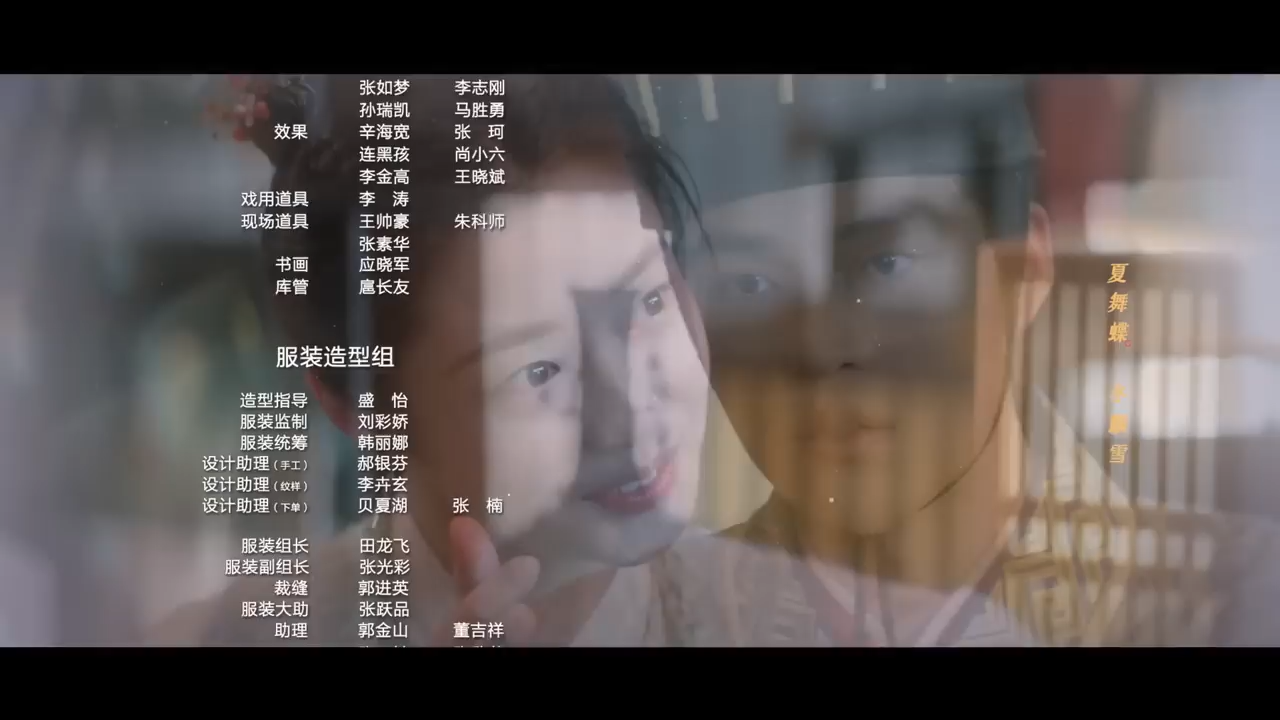 张如梦 李志刚
孙瑞凯 马胜勇
效果 辛海宽 张 珂
连黑孩 尚小六
李金高 王晓斌
戏用道具 李 涛
现场道具 王帅豪 朱科师
张素华
书画 应晓军
库管 扈长友
服装造型组
造型指导 盛 怡
服装监制 刘彩娇
服装统筹 韩丽娜
设计助理（手工） 郝银芬
设计助理（纹样） 李卉玄
设计助理（下单） 贝夏湖 张 楠
服装组长 田龙飞
服装副组长 张光彩
裁缝 郭进英
服装大助 张跃品
助理 郭金山 董吉祥
夏舞蝶
雪